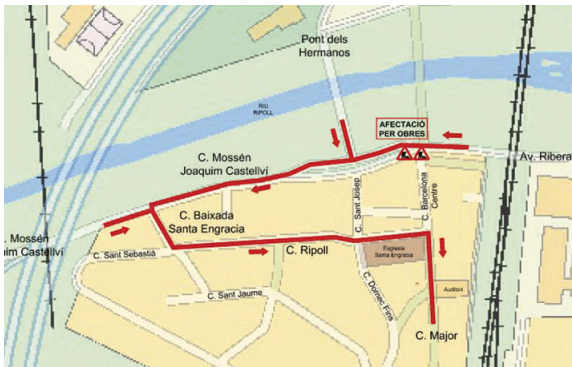 Pont dels
Hermanos
RIU
RIPOLL
AFECTACIÓ
PER OBRES
Av. Ribera
C. Mossén
Joaquim Castellví
C. Baixada
Santa Engracia
C. Sant Josep
C. Barcelona
Centre
. Mossén
uim Castellví
C. Sant Sebastià
C. Ripoll
Església
Santa Engracia
C. Sant Jaume
C. Domec Fins
Auditori
C. Major